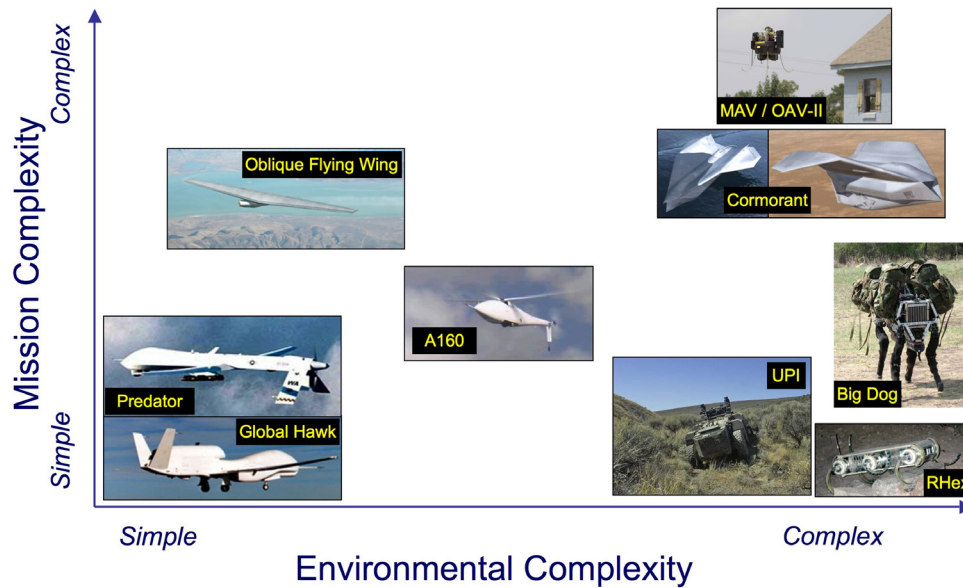 Mission Complexity
Complex
Simple
MAV / OAV-II
Oblique Flying Wing
Cormorant
A160
UPI
Big Dog
Predator
Global Hawk
RHex
Simple
Complex
Environmental Complexity